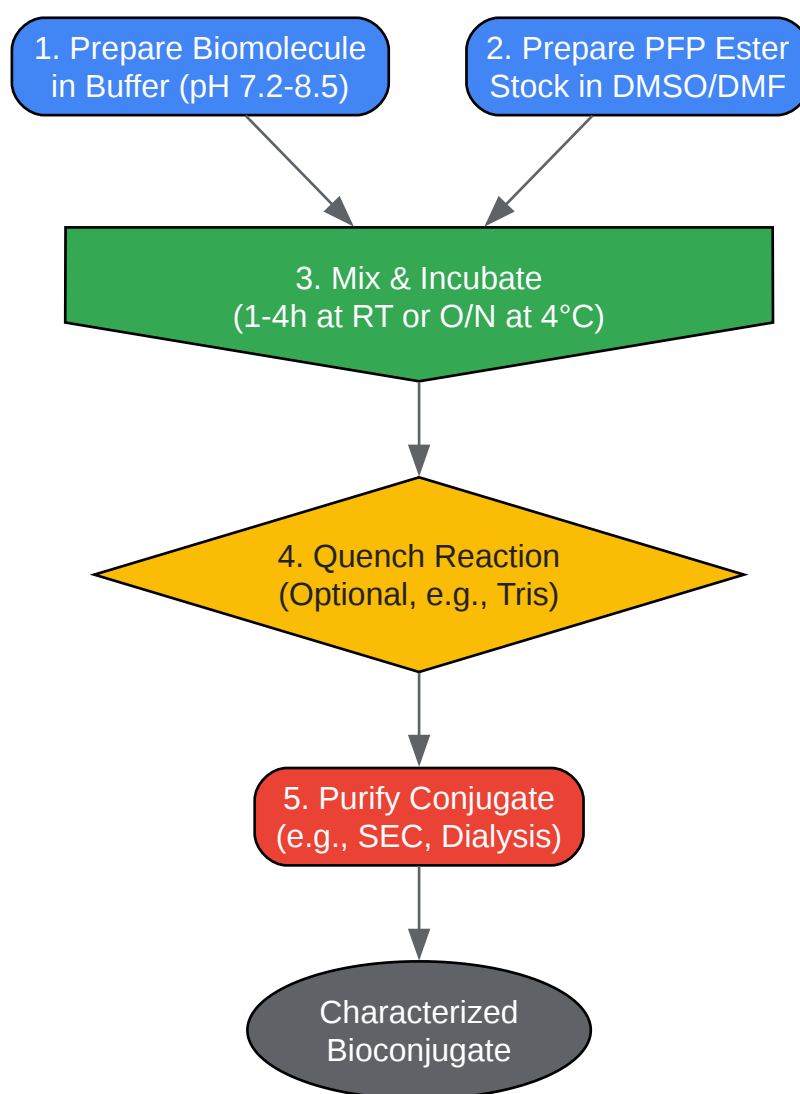 1. Prepare Biomolecule
in Buffer (pH 7.2-8.5)
2. Prepare PFP Ester
Stock in DMSO/DMF
3. Mix & Incubate
(1-4h at RT or O/N at 4°C)
4. Quench Reaction
(Optional, e.g., Tris)
5. Purify Conjugate
(e.g., SEC, Dialysis)
Characterized
Bioconjugate